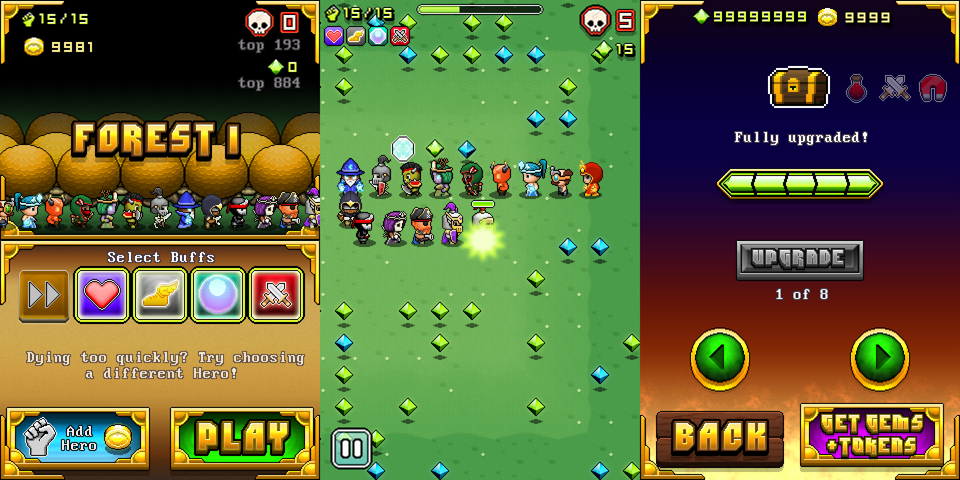 15/15
0
9981
top 193
0
top 884
FOREST 1
Select Buffs
Dying too quickly? Try choosing
a different Hero!
Add
Hero
PLAY
15/15
5
15
99999999 9999
Fully upgraded!
UPGRADE
1 of 8
BACK
GET GEMS
+TOKENS